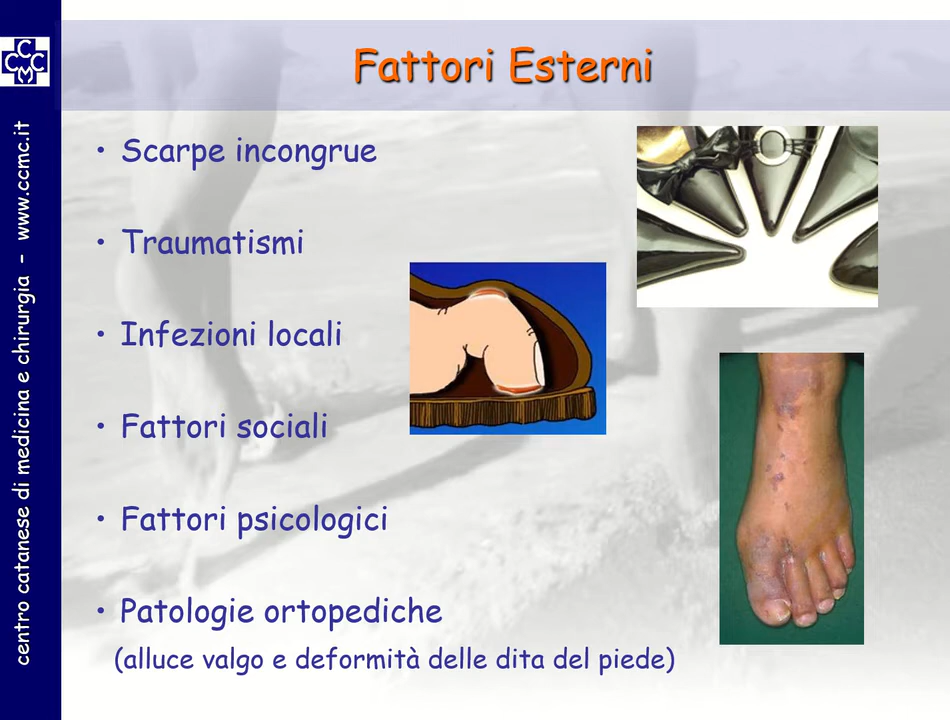 Fattori Esterni
C
C C C
M
centro catanese di medicina e chirurgia - www.ccmc.it
• Scarpe incongrue
• Traumatismi
• Infezioni locali
• Fattori sociali
• Fattori psicologici
• Patologie ortopediche
(alluce valgo e deformità delle dita del piede)